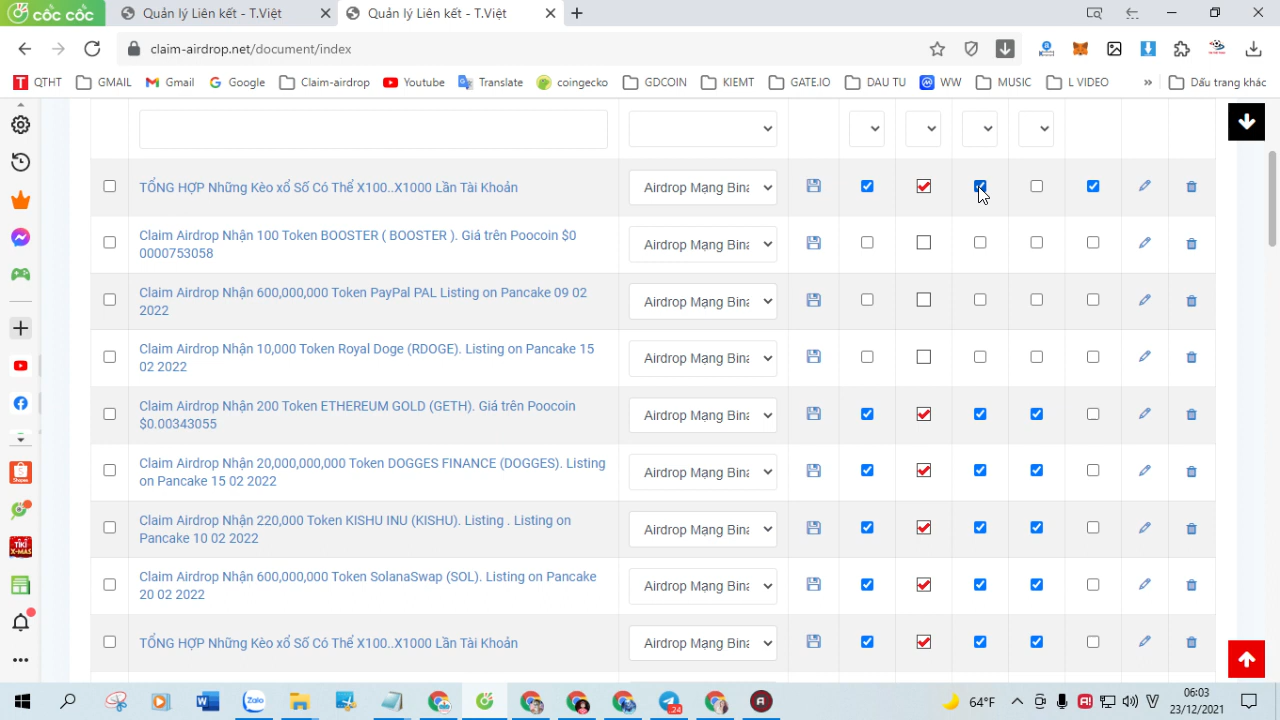 cốc cốc
Quản lý kết - T.Việt
Quản lý kết - T.Việt
claim-airdrop.net/document/index
QTHT
GMAIL
Gmail
Google
Claim-airdrop
Youtube
Translate
coingecko
GDCOIN
KIEMT
GATE.IO
DAU TU
WW
MUSIC
L VIDEO
»
Dấu trang khác
TỔNG HỢP Những Kèo xổ Số Có Thể X100..X1000 Lần Tài Khoản
Airdrop Mạng Bina
Claim Airdrop Nhận 100 Token BOOSTER ( BOOSTER ). Giá trên Poocoin $0
0000753058
Airdrop Mạng Bina
Claim Airdrop Nhận 600,000,000 Token PayPal PAL Listing on Pancake 09 02
2022
Airdrop Mạng Bina
Claim Airdrop Nhận 10,000 Token Royal Doge (RDOGE). Listing on Pancake 15
02 2022
Airdrop Mạng Bina
Claim Airdrop Nhận 200 Token ETHEREUM GOLD (GETH). Giá trên Poocoin
$0.00343055
Airdrop Mạng Bina
Claim Airdrop Nhận 20,000,000,000 Token DOGGES FINANCE (DOGGES). Listing
on Pancake 15 02 2022
Airdrop Mạng Bina
Claim Airdrop Nhận 220,000 Token KISHU INU (KISHU). Listing . Listing on
Pancake 10 02 2022
Airdrop Mạng Bina
Claim Airdrop Nhận 600,000,000 Token SolanaSwap (SOL). Listing on Pancake
20 02 2022
Airdrop Mạng Bina
TỔNG HỢP Những Kèo xổ Số Có Thể X100..X1000 Lần Tài Khoản
Airdrop Mạng Bina
Shopee
TIKI
X-MAS
Zalo
24
64°F
06:03
23/12/2021